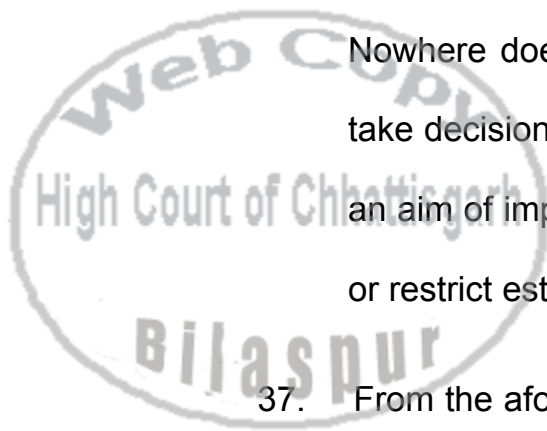 Web Copy
High Court of Chhattisgarh
Bilaspur
Nowhere doe
take decision
an aim of imp
or restrict est
37. From the afo